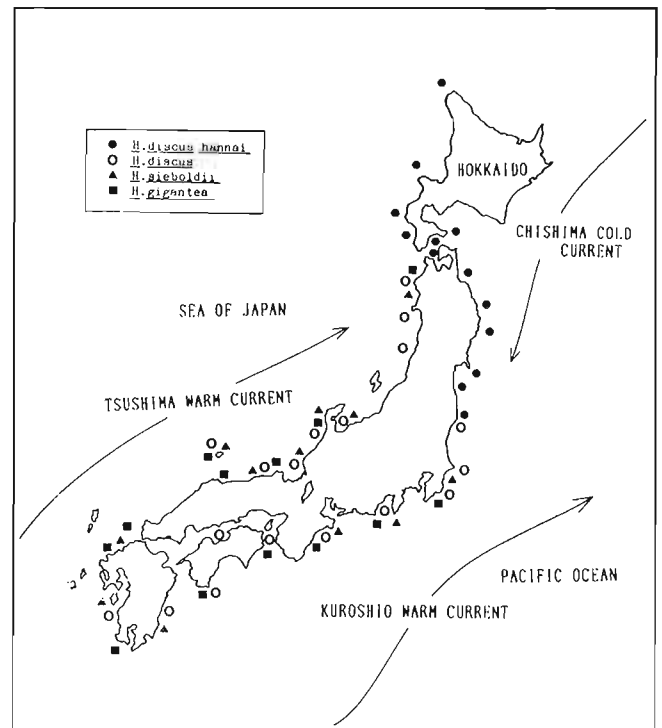 H.discus hannai
H.discus
H.sieboldii
H.gigantea
HOKKAIDO
CHISHIMA COLD
CURRENT
SEA OF JAPAN
TSUSHIMA WARM CURRENT
PACIFIC OCEAN
KUROSHIO WARM CURRENT